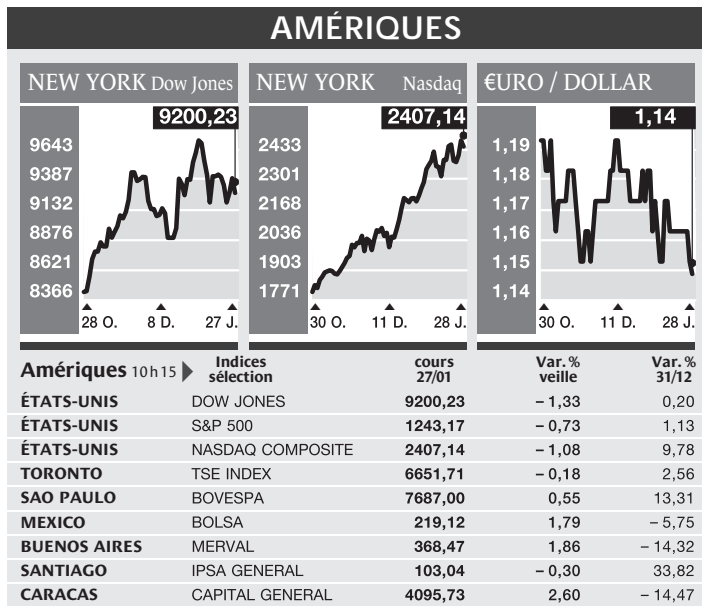 AMÉRIQUES
NEW YORK Dow Jones
9200,23
9643
9387
9132
8876
8621
8366
28 O. 8 D. 27 J.
NEW YORK Nasdaq
2407,14
2433
2301
2168
2036
1903
1771
30 O. 11 D. 28 J.
€URO / DOLLAR
1,14
1,19
1,18
1,17
1,16
1,15
1,14
30 O. 11 D. 28 J.
Amériques 10h15 Indices sélection cours 27/01 Var. % veille Var. % 31/12
ÉTATS-UNIS DOW JONES 9200,23 – 1,33 0,20
ÉTATS-UNIS S&P 500 1243,17 – 0,73 1,13
ÉTATS-UNIS NASDAQ COMPOSITE 2407,14 – 1,08 9,78
TORONTO TSE INDEX 6651,71 – 0,18 2,56
SAO PAULO BOVESPA 7687,00 0,55 13,31
MEXICO BOLSA 219,12 1,79 – 5,75
BUENOS AIRES MERVAL 368,47 1,86 – 14,32
SANTIAGO IPSA GENERAL 103,04 – 0,30 33,82
CARACAS CAPITAL GENERAL 4095,73 2,60 – 14,47